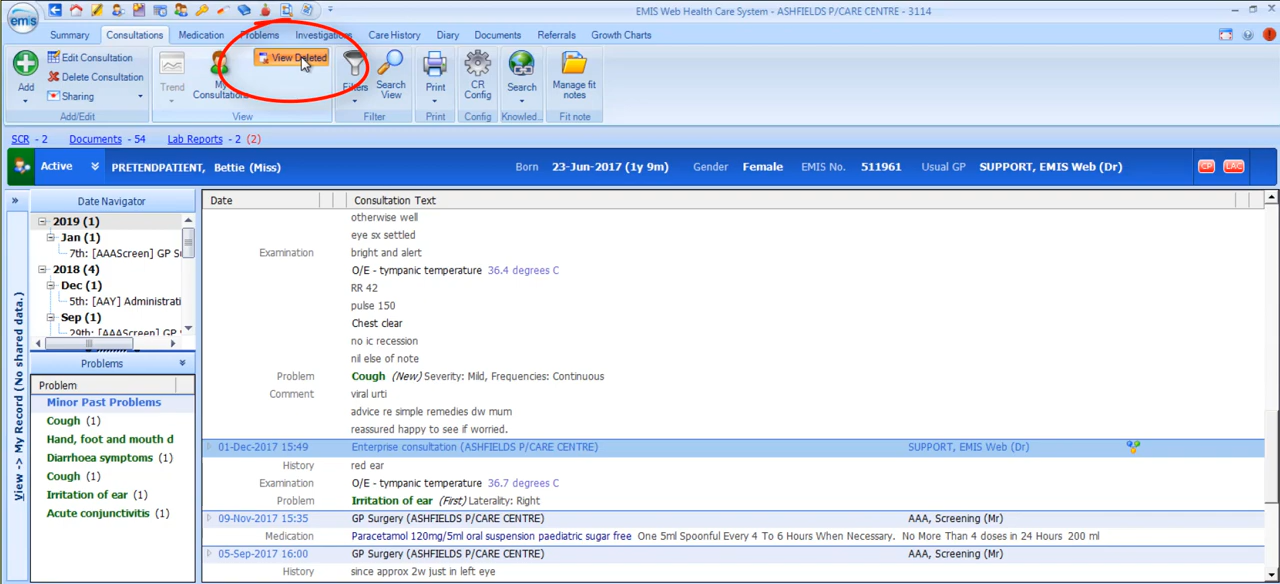 emis
EMIS Web Health Care System - ASHFIELDS P/CARE CENTRE - 3114
Summary Consultations Medication Problems Investigations Care History Diary Documents Referrals Growth Charts
Add
Edit Consultation
Delete Consultation
Sharing
Add/Edit
Trend
My
Consultations
View Deleted
View
Filters
Search
View
Filter
Print
Print
CR
Config
Config
Search
Knowled...
Manage fit
notes
Fit note
SCR - 2 Documents - 54 Lab Reports - 2 (2)
Active PRETENDPATIENT, Bettie (Miss) Born 23-Jun-2017 (1y 9m) Gender Female EMIS No. 511961 Usual GP SUPPORT, EMIS Web (Dr) CP LAC
View -> My Record (No shared data.)
Date Navigator
2019 (1)
Jan (1)
7th: [AAAScreen] GP Su
2018 (4)
Dec (1)
5th: [AAY] Administrati
Sep (1)
29th: [AAAScreen] GP S
Problems
Problem
Minor Past Problems
Cough (1)
Hand, foot and mouth d
Diarrhoea symptoms (1)
Cough (1)
Irritation of ear (1)
Acute conjunctivitis (1)
Date Consultation Text
otherwise well
eye sx settled
Examination bright and alert
O/E - tympanic temperature 36.4 degrees C
RR 42
pulse 150
Chest clear
no ic recession
nil else of note
Problem Cough (New) Severity: Mild, Frequencies: Continuous
Comment viral urti
advice re simple remedies dw mum
reassured happy to see if worried.
01-Dec-2017 15:49 Enterprise consultation (ASHFIELDS P/CARE CENTRE) SUPPORT, EMIS Web (Dr)
History red ear
Examination O/E - tympanic temperature 36.7 degrees C
Problem Irritation of ear (First) Laterality: Right
09-Nov-2017 15:35 GP Surgery (ASHFIELDS P/CARE CENTRE) AAA, Screening (Mr)
Medication Paracetamol 120mg/5ml oral suspension paediatric sugar free One 5ml Spoonful Every 4 To 6 Hours When Necessary. No More Than 4 doses in 24 Hours 200 ml
05-Sep-2017 16:00 GP Surgery (ASHFIELDS P/CARE CENTRE) AAA, Screening (Mr)
History since approx 2w just in left eye